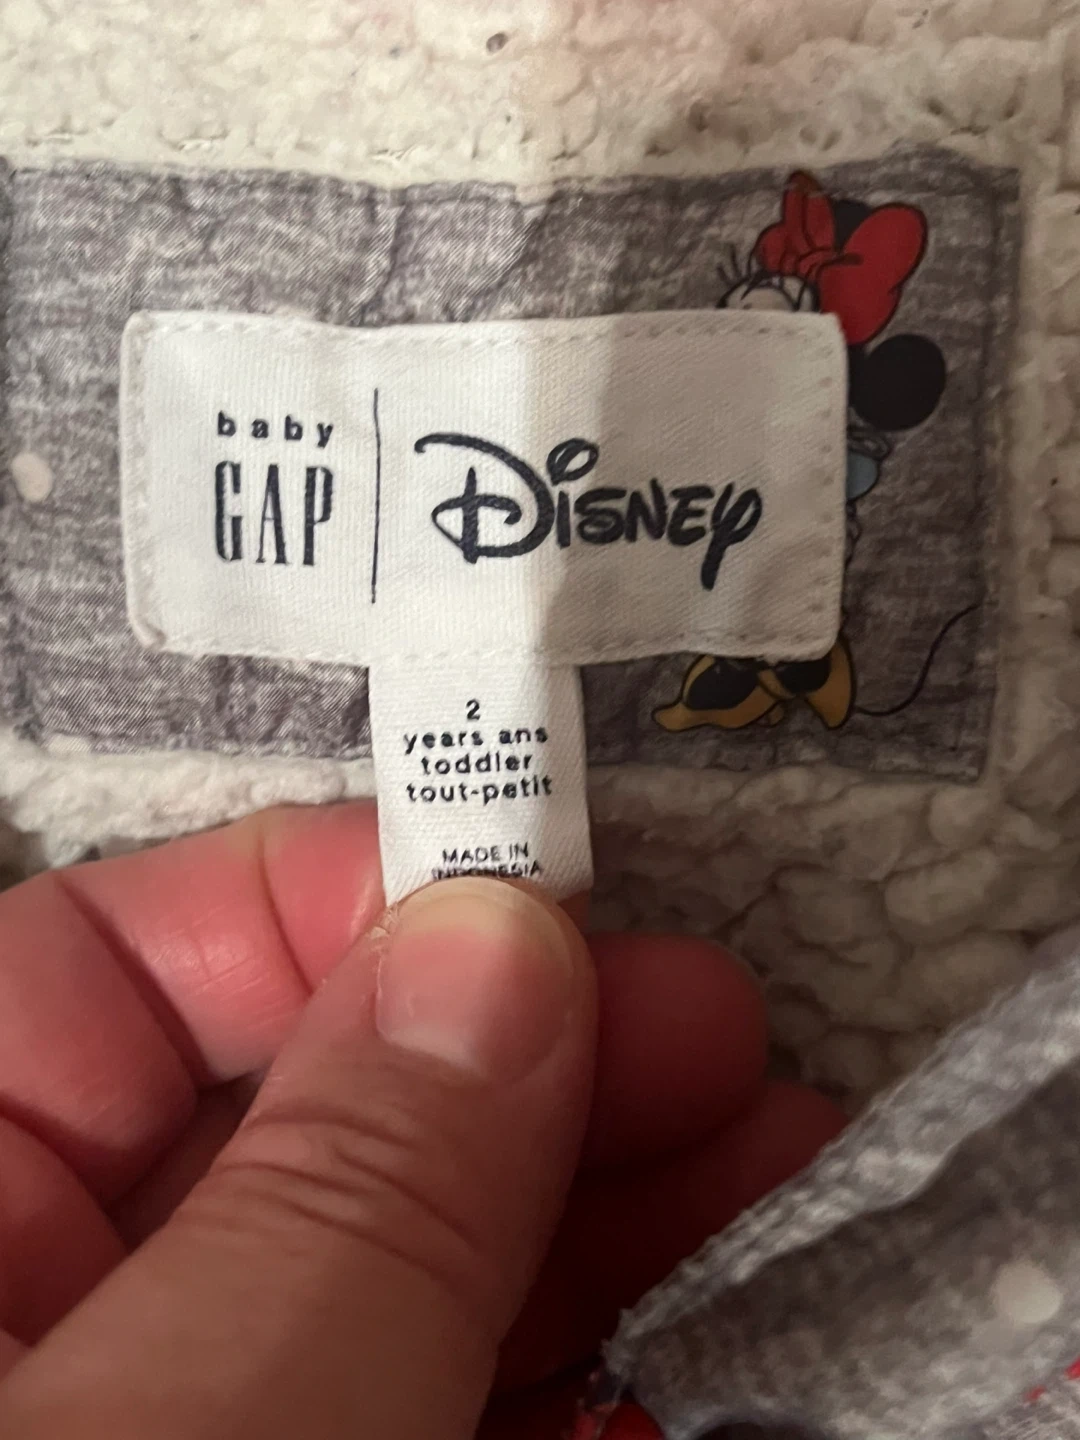 baby
GAP
Disney
2
years ans
toddler
tout-petit
MADE IN
INDONESIA